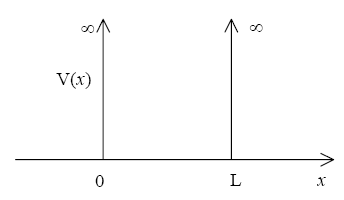 ∞ ∞
V(x)
0 L x